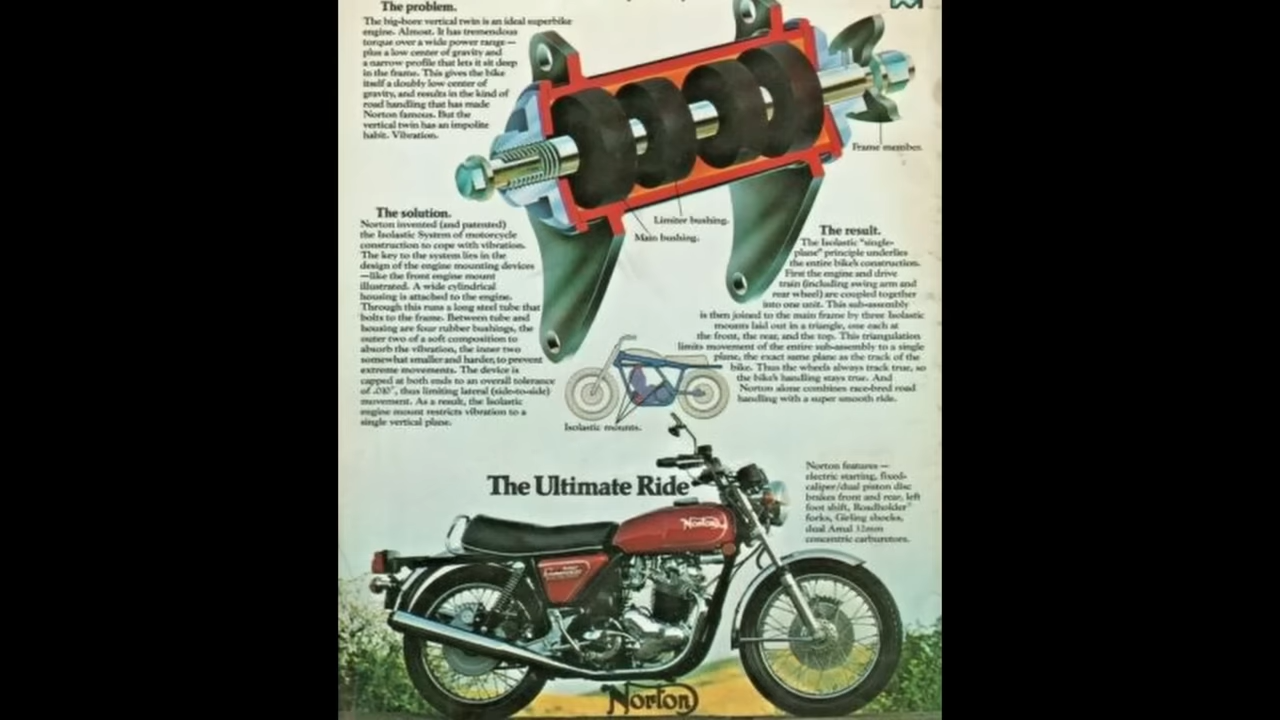 The problem.
The big-bore vertical twin is an ideal superbike
engine. Almost. It has tremendous
torque over a wide power range—
plus a low center of gravity and
a narrow profile that lets it sit deep
in the frame. This gives the bike
itself a doubly low center of
gravity, and results in the kind of
road handling that has made
Norton famous. But the
vertical twin has an impolite
habit. Vibration.
Frame member.
Limiter bushing.
Main bushing.
The solution.
Norton invented (and patented)
the Isolastic System of motorcycle
construction to cope with vibration.
The key to the system lies in the
design of the engine mounting devices
—like the front engine mount
illustrated. A wide cylindrical
housing is attached to the engine.
Through this runs a long steel tube that
bolts to the frame. Between tube and
housing are four rubber bushings, the
outer two of a soft composition to
absorb the vibration, the inner two
somewhat smaller and harder, to prevent
extreme movements. The device is
capped at both ends to an overall tolerance
of .010", thus limiting lateral (side-to-side)
movement. As a result, the Isolastic
engine mount restricts vibration to a
single vertical plane.
The result.
The Isolastic "single-
plane" principle underlies
the entire bike's construction.
First the engine and drive
train (including swing arm and
rear wheel) are coupled together
into one unit. This sub-assembly
is then joined to the main frame by three Isolastic
mounts laid out in a triangle, one each at
the front, the rear, and the top. This triangulation
limits movement of the entire sub-assembly to a single
plane, the exact same plane as the track of the
bike. Thus the wheels always track true, so
the bike's handling stays true. And
Norton alone combines race-bred road
handling with a super smooth ride.
Isolastic mounts.
The Ultimate Ride
Norton features—
electric starting, fixed-
caliper/dual piston disc
brakes front and rear, left
foot shift, Roadholder®
forks, Girling shocks,
dual Amal 32mm
concentric carburetors.
Norton
Norton